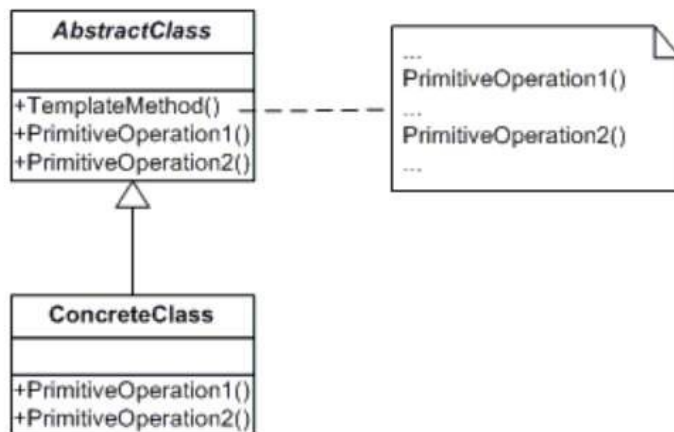 AbstractClass
+TemplateMethod()
+PrimitiveOperation1()
+PrimitiveOperation2()
...
PrimitiveOperation1()
...
PrimitiveOperation2()
...
ConcreteClass
+PrimitiveOperation1()
+PrimitiveOperation2()